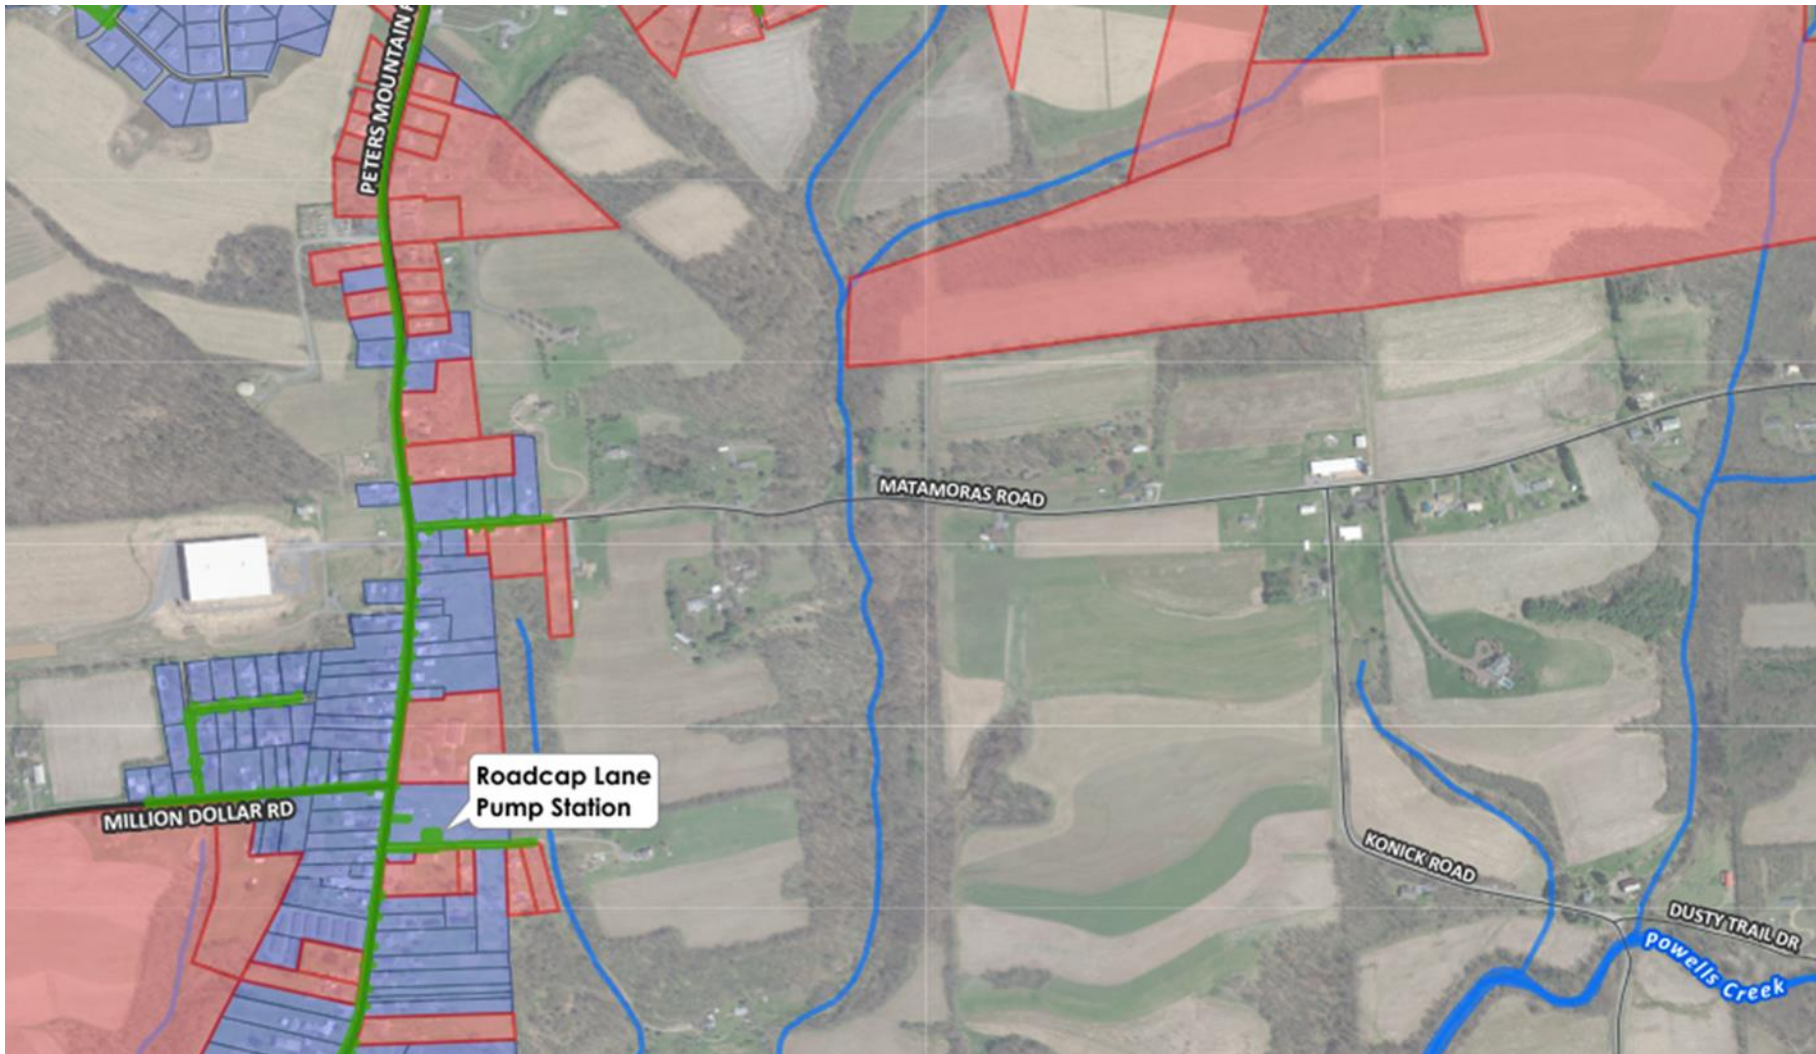 PETERS MOUNTAIN
MATAMORAS ROAD
Roadcap Lane
Pump Station
MILLION DOLLAR RD
KONICK ROAD
DUSTY TRAIL DR
Powells Creek